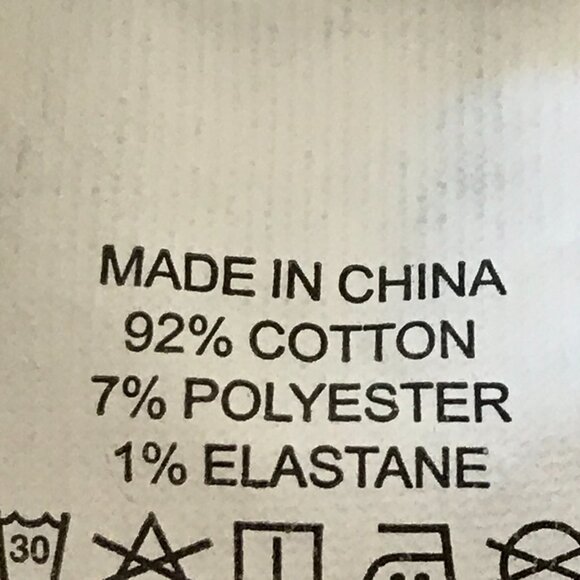 MADE IN CHINA
92% COTTON
7% POLYESTER
1% ELASTANE
30